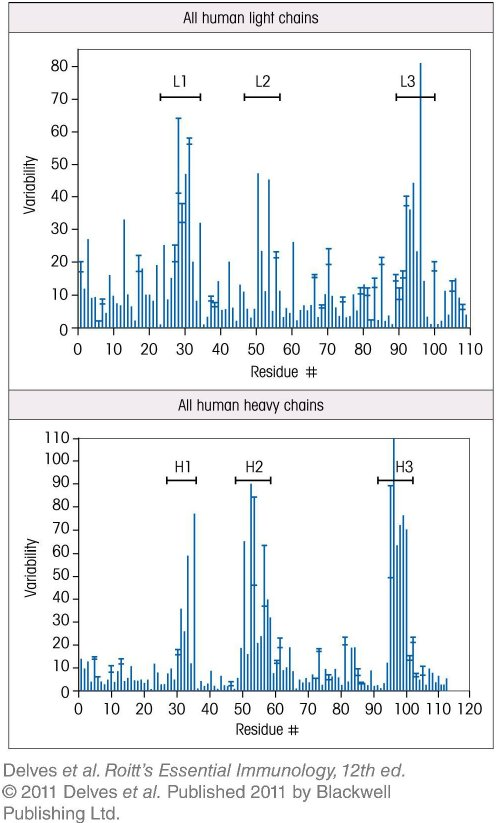 All human light chains
80
70
60
50
40
30
20
10
0
Variability
L1
L2
L3
0 10 20 30 40 50 60 70 80 90 100 110
Residue #
All human heavy chains
110
100
90
80
70
60
50
40
30
20
10
0
Variability
H1
H2
H3
0 10 20 30 40 50 60 70 80 90 100 110 120
Residue #
Delves et al. Roitt's Essential Immunology, 12th ed.
© 2011 Delves et al. Published 2011 by Blackwell
Publishing Ltd.